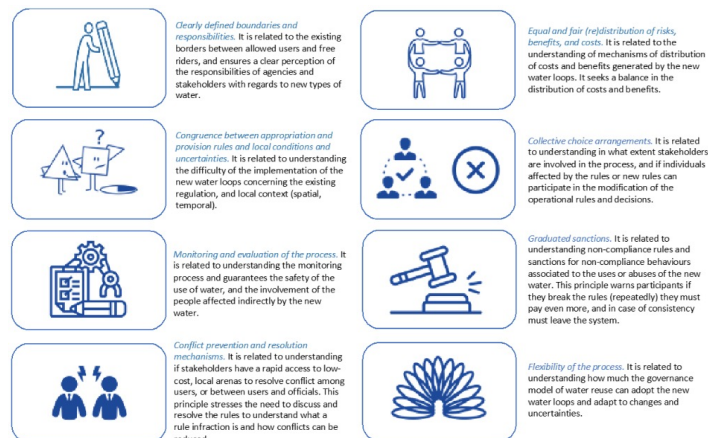 Clearly defined boundaries and
responsibilities. It is related to the existing
borders between allowed users and free
riders, and ensures a clear perception of
the responsibilities of agencies and
stakeholders with regards to new types of
water.
Equal and fair (re)distribution of risks,
benefits, and costs. It is related to the
understanding of mechanisms of distribution
of costs and benefits generated by the new
water loops. It seeks a balance in the
distribution of costs and benefits.
?
Congruence between appropriation and
provision rules and local conditions and
uncertainties. It is related to understanding
the difficulty of the implementation of the
new water loops concerning the existing
regulation, and local context (spatial,
temporal).
Collective choice arrangements. It is related
to understanding in what extent stakeholders
are involved in the process, and if individuals
affected by the rules or new rules can
participate in the modification of the
operational rules and decisions.
Monitoring and evaluation of the process. It
is related to understanding the monitoring
process and guarantees the safety of the
use of water, and the involvement of the
people affected indirectly by the new
water.
Graduated sanctions. It is related to
understanding non-compliance rules and
sanctions for non-compliance behaviours
associated to the uses or abuses of the new
water. This principle warns participants if
they break the rules (repeatedly) they must
pay even more, and in case of consistency
must leave the system.
Conflict prevention and resolution
mechanisms. It is related to understanding
if stakeholders have a rapid access to low-
cost, local arenas to resolve conflict among
users, or between users and officials. This
principle stresses the need to discuss and
resolve the rules to understand what a
rule infraction is and how conflicts can be
Flexibility of the process. It is related to
understanding how much the governance
model of water reuse can adopt the new
water loops and adapt to changes and
uncertainties.